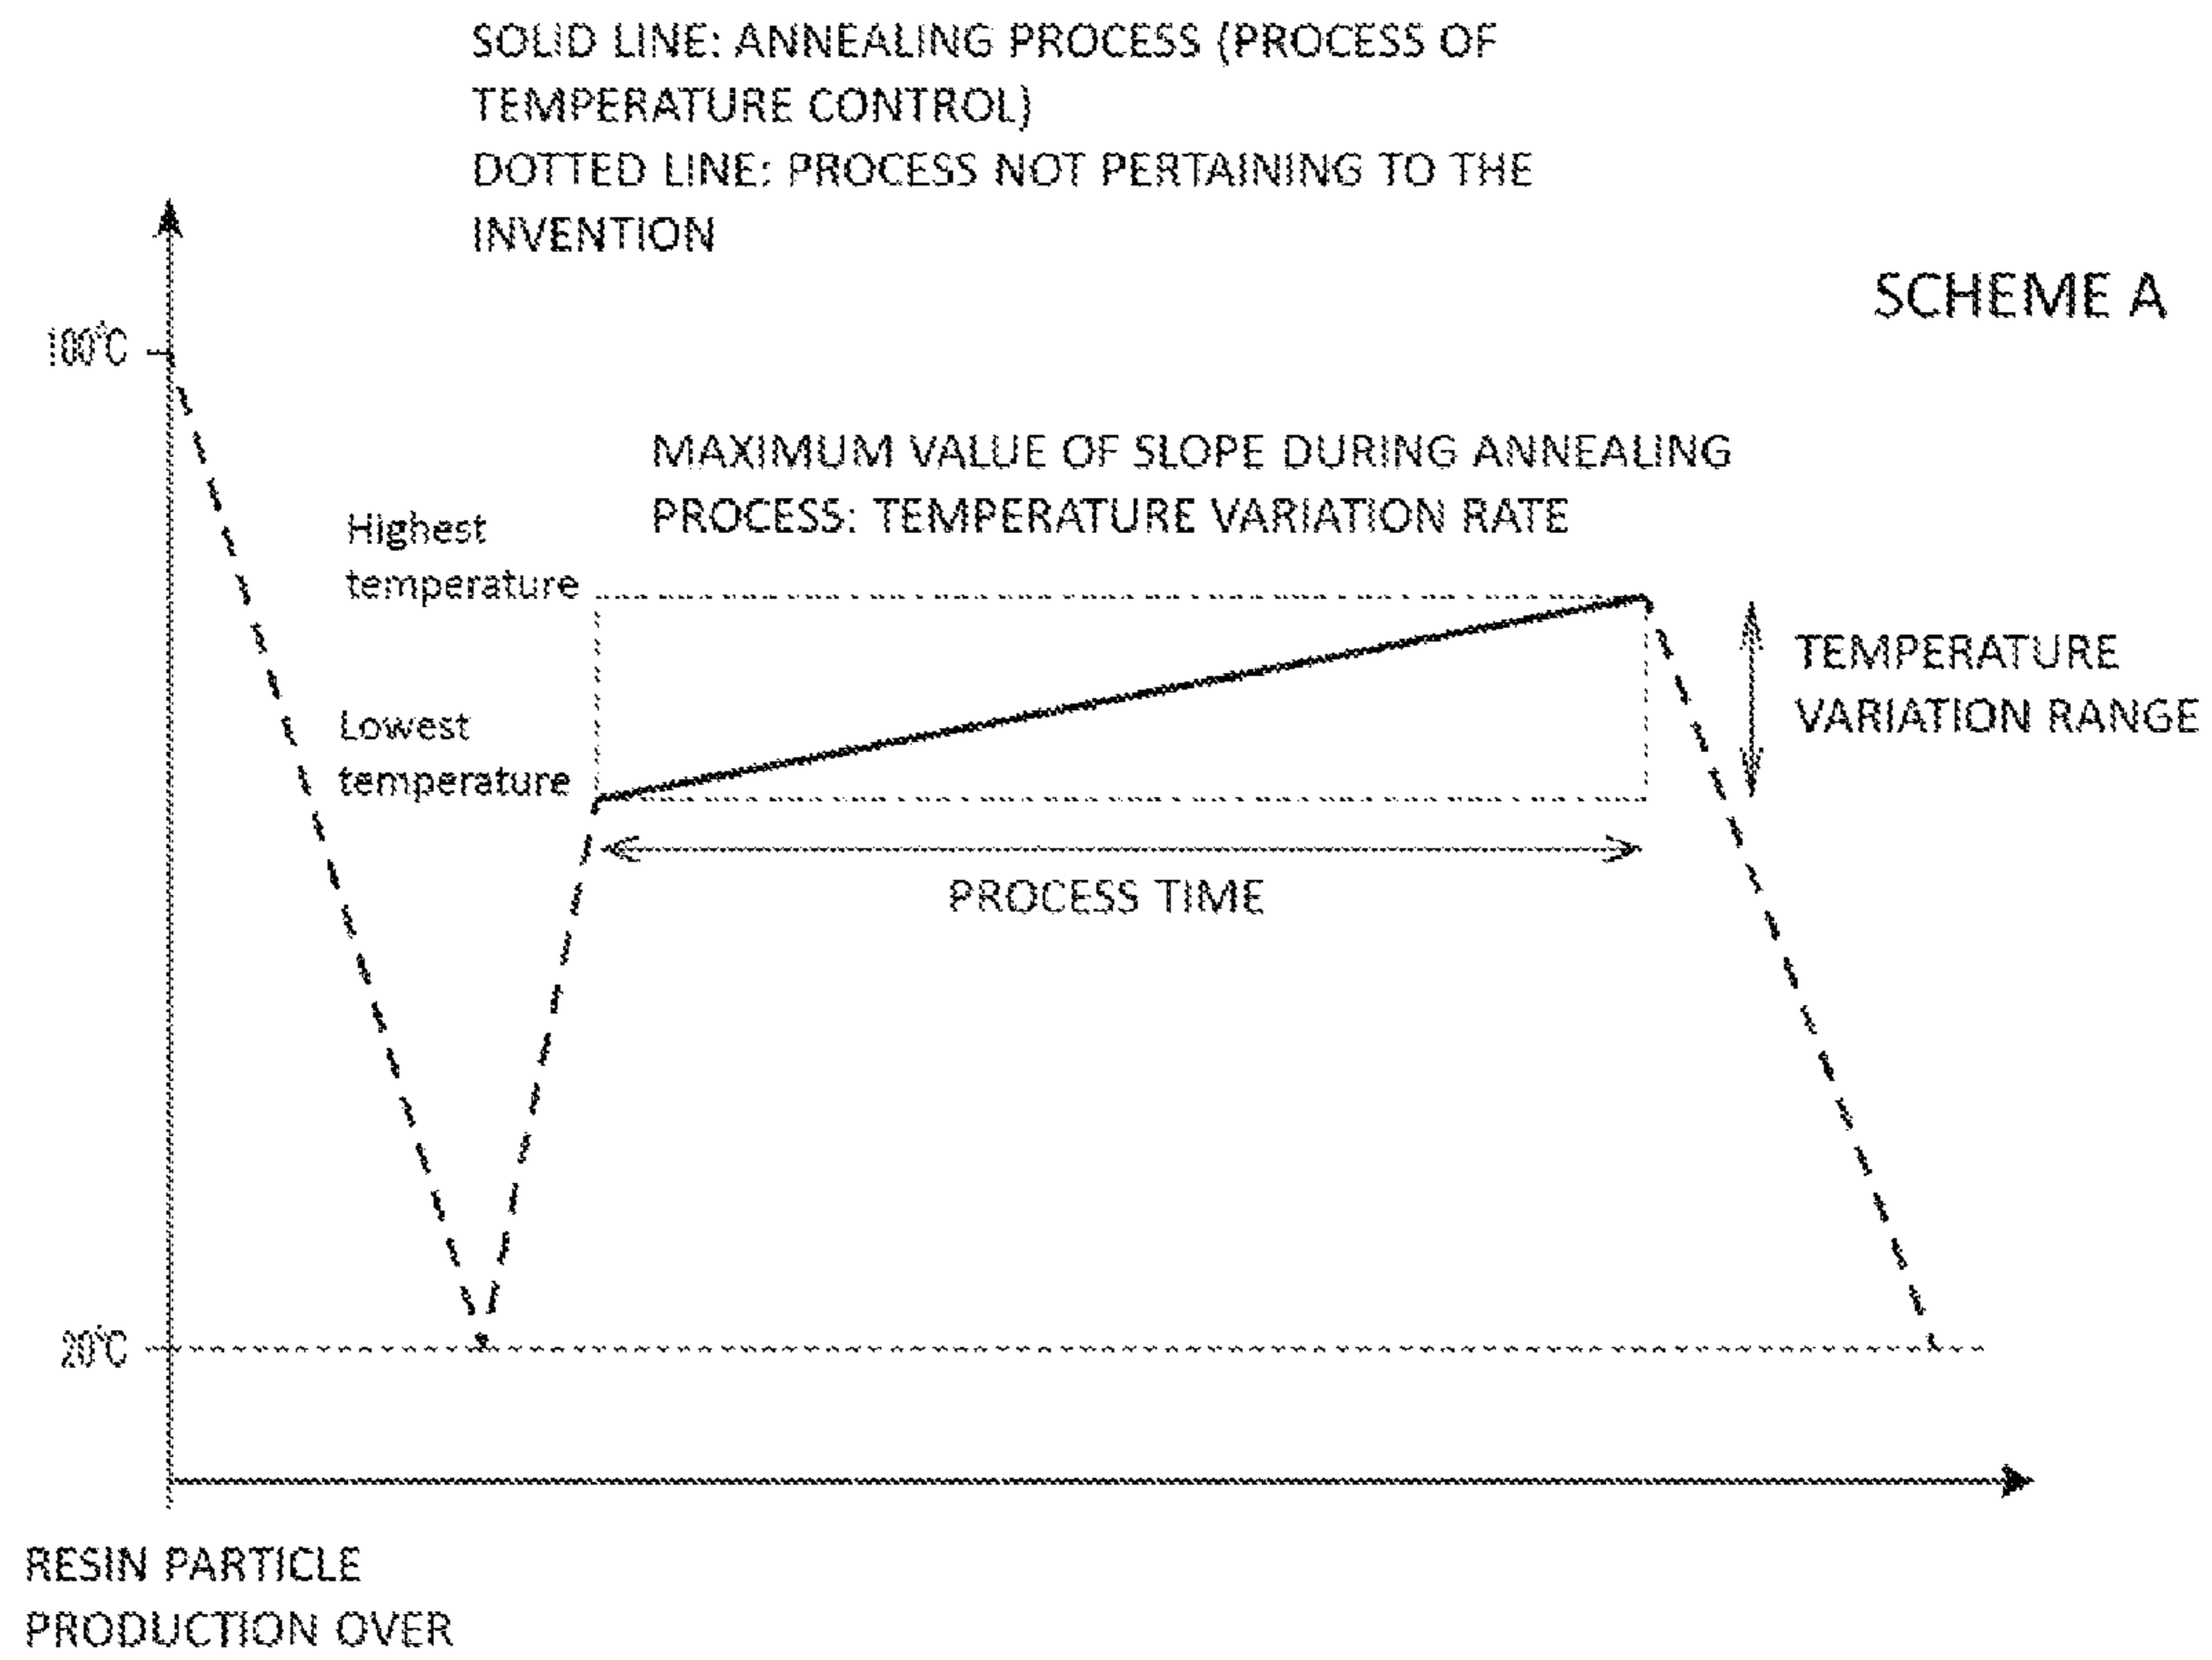 SOLID LINE: ANNEALING PROCESS (PROCESS OF
TEMPERATURE CONTROL)
DOTTED LINE: PROCESS NOT PERTAINING TO THE
INVENTION
SCHEME A
100°C
MAXIMUM VALUE OF SLOPE DURING ANNEALING
PROCESS: TEMPERATURE VARIATION RATE
Highest
temperature
TEMPERATURE
VARIATION RANGE
Lowest
temperature
PROCESS TIME
20°C
RESIN PARTICLE
PRODUCTION OVER